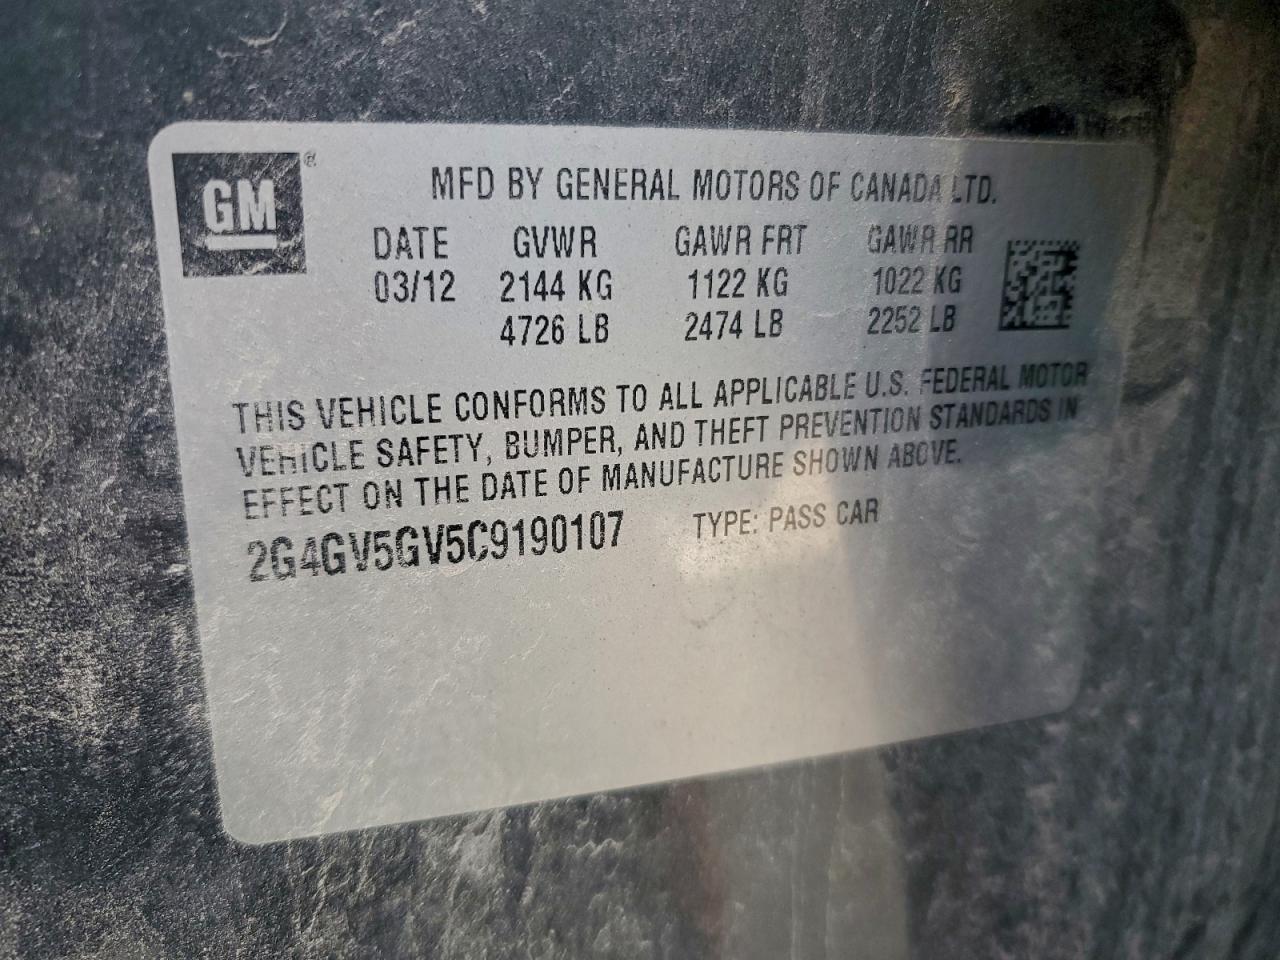 GM®
MFD BY GENERAL MOTORS OF CANADA LTD.
DATE GVWR GAWR FRT GAWR RR
03/12 2144 KG 1122 KG 1022 KG
4726 LB 2474 LB 2252 LB
THIS VEHICLE CONFORMS TO ALL APPLICABLE U.S. FEDERAL MOTOR
VEHICLE SAFETY, BUMPER, AND THEFT PREVENTION STANDARDS IN
EFFECT ON THE DATE OF MANUFACTURE SHOWN ABOVE.
2G4GV5GV5C9190107 TYPE: PASS CAR